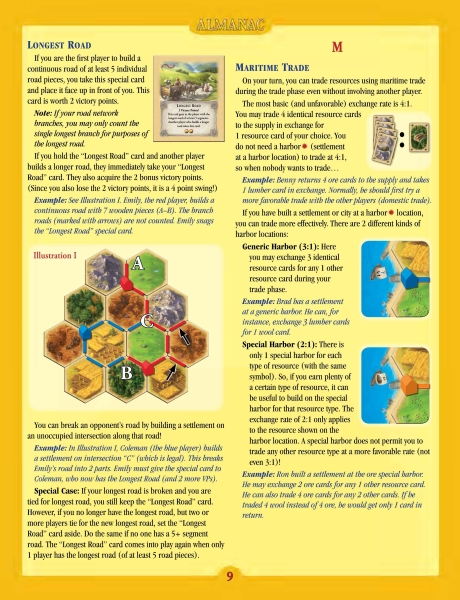 ALMANAC
LONGEST ROAD
If you are the first player to build a
continuous road of at least 5 individual
road pieces, you take this special card
and place it face up in front of you. This
card is worth 2 victory points.
Note: If your road network
branches, you may only count the
single longest branch for purposes of
the longest road.
If you hold the “Longest Road” card and another player
builds a longer road, they immediately take your “Longest
Road” card. They also acquire the 2 bonus victory points.
(Since you also lose the 2 victory points, it is a 4 point swing!)
Example: See Illustration I. Emily, the red player, builds a
continuous road with 7 wooden pieces (A–B). The branch
roads (marked with arrows) are not counted. Emily snags
the “Longest Road” special card.
LONGEST ROAD
2 Victory Points!
Illustration I
A
C
B
You can break an opponent’s road by building a settlement on
an unoccupied intersection along that road!
Example: In Illustration I, Coleman (the blue player) builds
a settlement on intersection “C” (which is legal). This breaks
Emily’s road into 2 parts. Emily must give the special card to
Coleman, who now has the Longest Road (and 2 more VPs).
Special Case: If your longest road is broken and you are
tied for longest road, you still keep the “Longest Road” card.
However, if you no longer have the longest road, but two or
more players tie for the new longest road, set the “Longest
Road” card aside. Do the same if no one has a 5+ segment
road. The “Longest Road” card comes into play again when only
1 player has the longest road (of at least 5 road pieces).
M
MARITIME TRADE
On your turn, you can trade resources using maritime trade
during the trade phase even without involving another player.
The most basic (and unfavorable) exchange rate is 4:1.
You may trade 4 identical resource cards
to the supply in exchange for
1 resource card of your choice. You
do not need a harbor (settlement
at a harbor location) to trade at 4:1,
so when nobody wants to trade…
Example: Benny returns 4 ore cards to the supply and takes
1 lumber card in exchange. Normally, he should first try a
more favorable trade with the other players (domestic trade).
If you have built a settlement or city at a harbor location,
you can trade more effectively. There are 2 different kinds of
harbor locations:
Generic Harbor (3:1): Here
you may exchange 3 identical
resource cards for any 1 other
resource card during your
trade phase.
Example: Brad has a settlement
at a generic harbor. He can, for
instance, exchange 3 lumber cards
for 1 wool card.
Special Harbor (2:1): There is
only 1 special harbor for each
type of resource (with the same
symbol). So, if you earn plenty of
a certain type of resource, it can
be useful to build on the special
harbor for that resource type. The
exchange rate of 2:1 only applies
to the resource shown on the
harbor location. A special harbor does not permit you to
trade any other resource type at a more favorable rate (not
even 3:1)!
Example: Ron built a settlement at the ore special harbor.
He may exchange 2 ore cards for any 1 other resource card.
He can also trade 4 ore cards for any 2 other cards. If he
traded 4 wool instead of 4 ore, he would get only 1 card in
return.
9